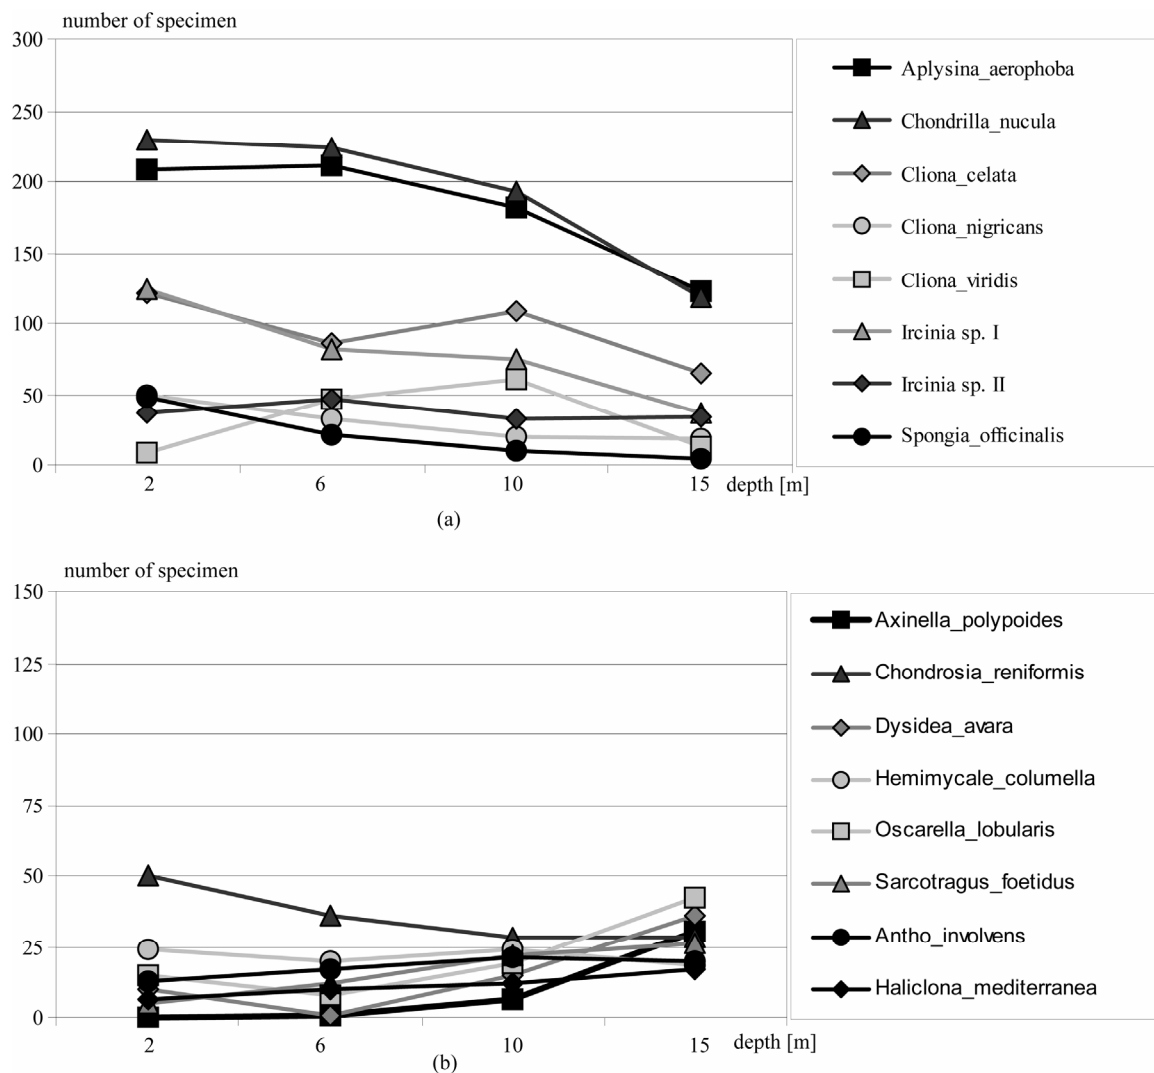 number of specimen
300
250
200
150
100
50
0
2 6 10 15 depth [m]
(a)
Aplysina_aerophoba
Chondrilla_nucula
Cliona_celata
Cliona_nigricans
Cliona_viridis
Ircinia sp. I
Ircinia sp. II
Spongia_officinalis
number of specimen
150
125
100
75
50
25
0
2 6 10 15 depth [m]
(b)
Axinella_polypoides
Chondrosia_reniformis
Dysidea_avara
Hemimycale_columella
Oscarella_lobularis
Sarcotragus_foetidus
Antho_involvens
Haliclona_mediterranea